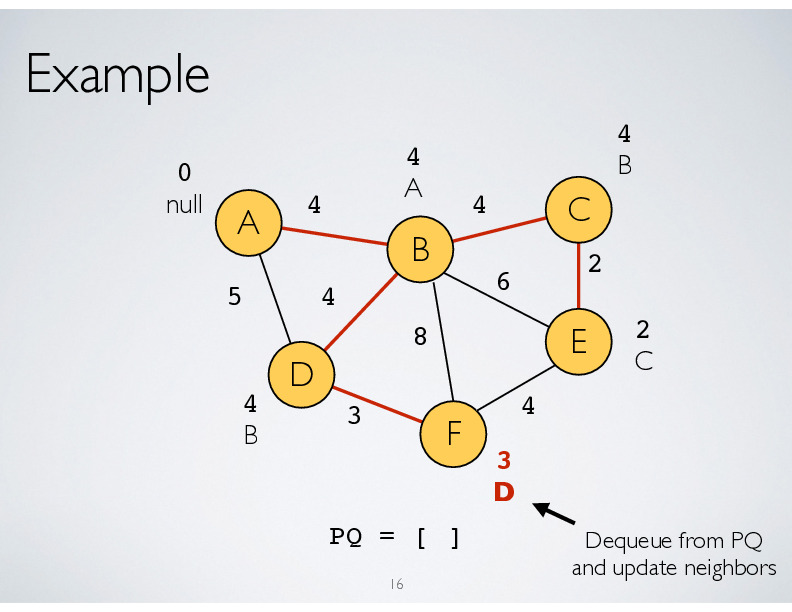 Example
4
B
4
A
0
null
4
4
A
B
C
2
6
5
4
8
E
2
C
D
4
B
3
4
F
3
D
PQ = [ ]
Dequeue from PQ
and update neighbors
16